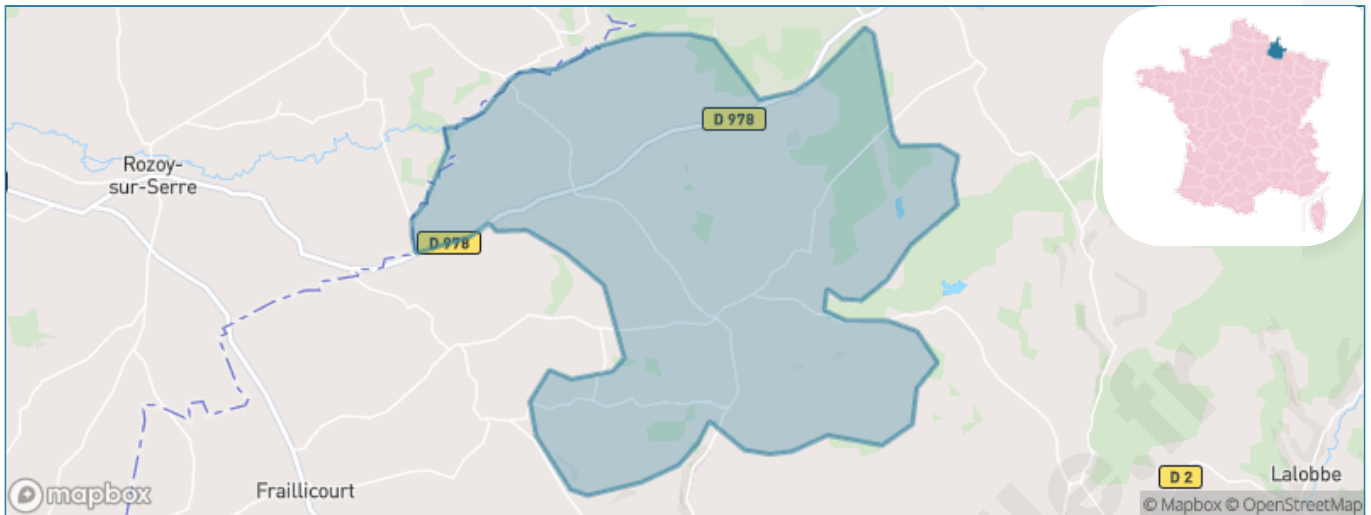 D 978
Rozoy-
sur-Serre
D 978
Fraillicourt
D 2
Lalobbe
mapbox
© Mapbox © OpenStreetMap